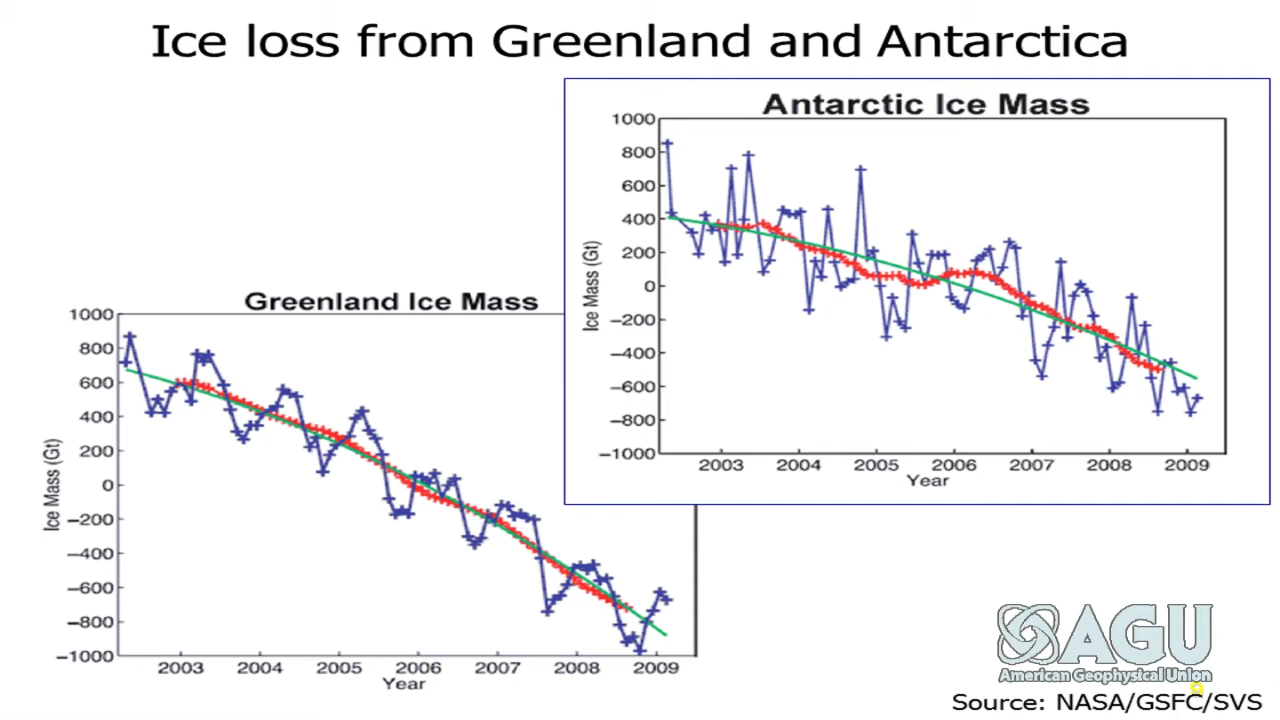 Ice loss from Greenland and Antarctica
Antarctic Ice Mass
1000
800
600
400
200
0
−200
−400
−600
−800
−1000
Ice Mass (Gt)
2003 2004 2005 2006 2007 2008 2009
Year
Greenland Ice Mass
1000
800
600
400
200
0
−200
−400
−600
−800
−1000
Ice Mass (Gt)
2003 2004 2005 2006 2007 2008 2009
Year
AGU
American Geophysical Union
9
Source: NASA/GSFC/SVS